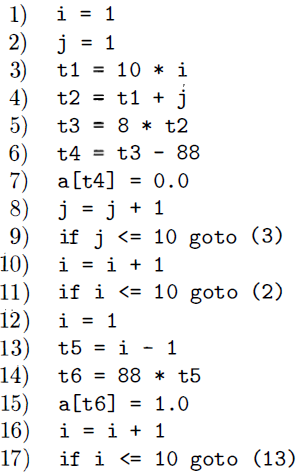 1) i = 1
2) j = 1
3) t1 = 10 * i
4) t2 = t1 + j
5) t3 = 8 * t2
6) t4 = t3 - 88
7) a[t4] = 0.0
8) j = j + 1
9) if j <= 10 goto (3)
10) i = i + 1
11) if i <= 10 goto (2)
12) i = 1
13) t5 = i - 1
14) t6 = 88 * t5
15) a[t6] = 1.0
16) i = i + 1
17) if i <= 10 goto (13)